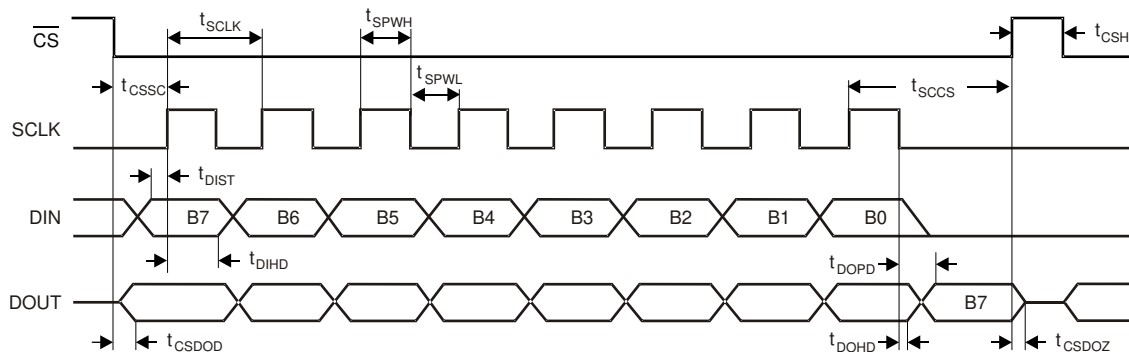 CS
tSCLK
tSPWH
tCSH
tCSSC
tSPWL
tSCCS
SCLK
tDIST
DIN
B7 B6 B5 B4 B3 B2 B1 B0
tDIHD
tDOPD
DOUT
B7
tCSDOD
tDOHD
tCSDOZ